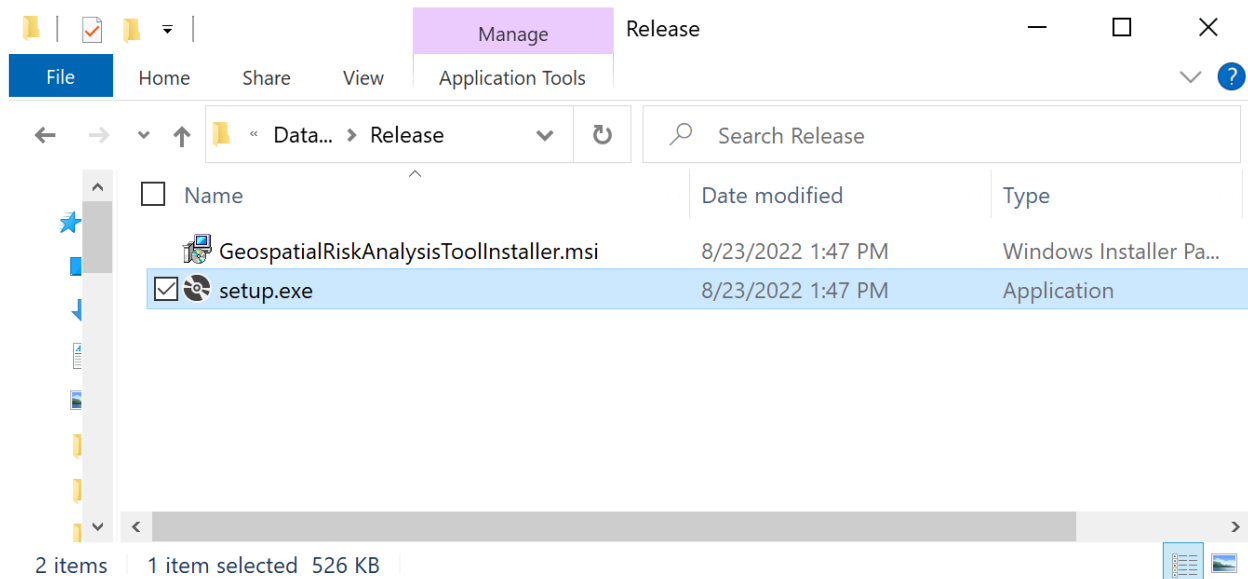 Manage
Release
File
Home
Share
View
Application Tools
?
« Data... > Release
Search Release
Name
Date modified
Type
GeospatialRiskAnalysisToolInstaller.msi 8/23/2022 1:47 PM Windows Installer Pa...
setup.exe 8/23/2022 1:47 PM Application
2 items 1 item selected 526 KB